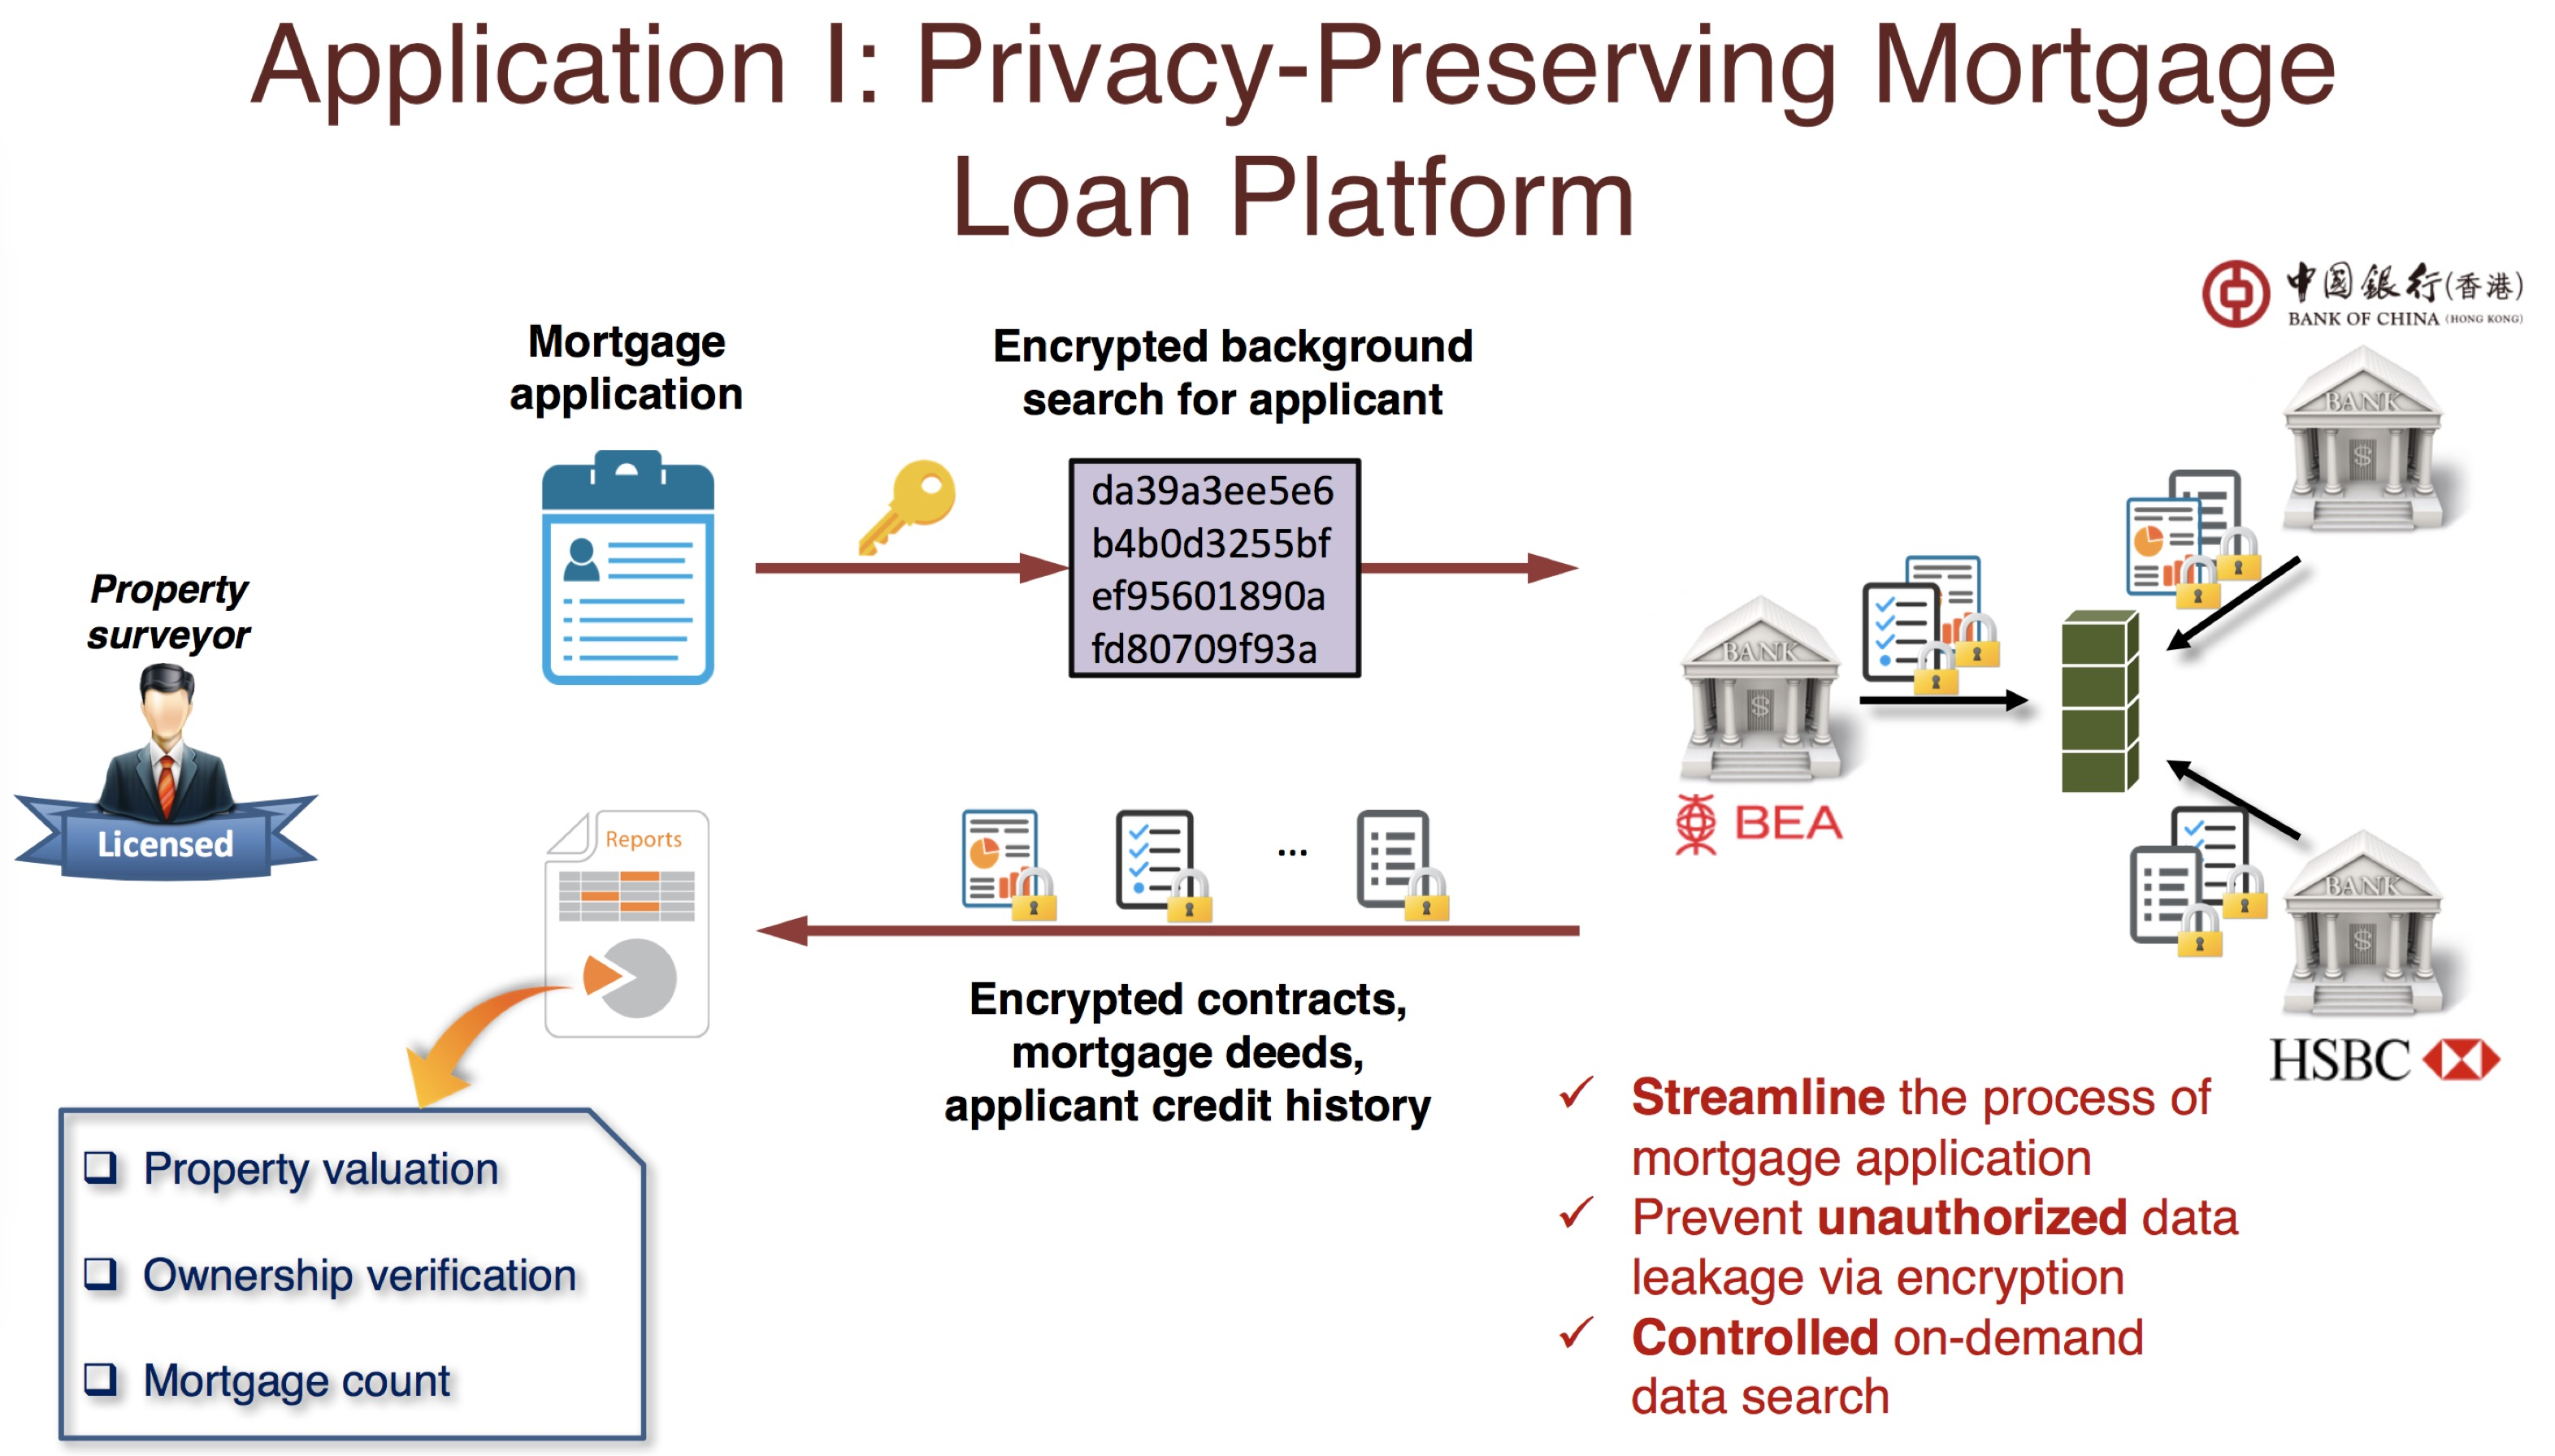 Application I: Privacy-Preserving Mortgage
Loan Platform
中國銀行(香港)
BANK OF CHINA (HONG KONG)
Mortgage
application
Encrypted background
search for applicant
BANK
da39a3ee5e6
b4b0d3255bf
ef95601890a
fd80709f93a
$
Property
surveyor
Licensed
BANK
$
BEA
Reports
...
BANK
$
HSBC
Encrypted contracts,
mortgage deeds,
applicant credit history
Property valuation
Ownership verification
Mortgage count
✓ Streamline the process of
mortgage application
✓ Prevent unauthorized data
leakage via encryption
✓ Controlled on-demand
data search